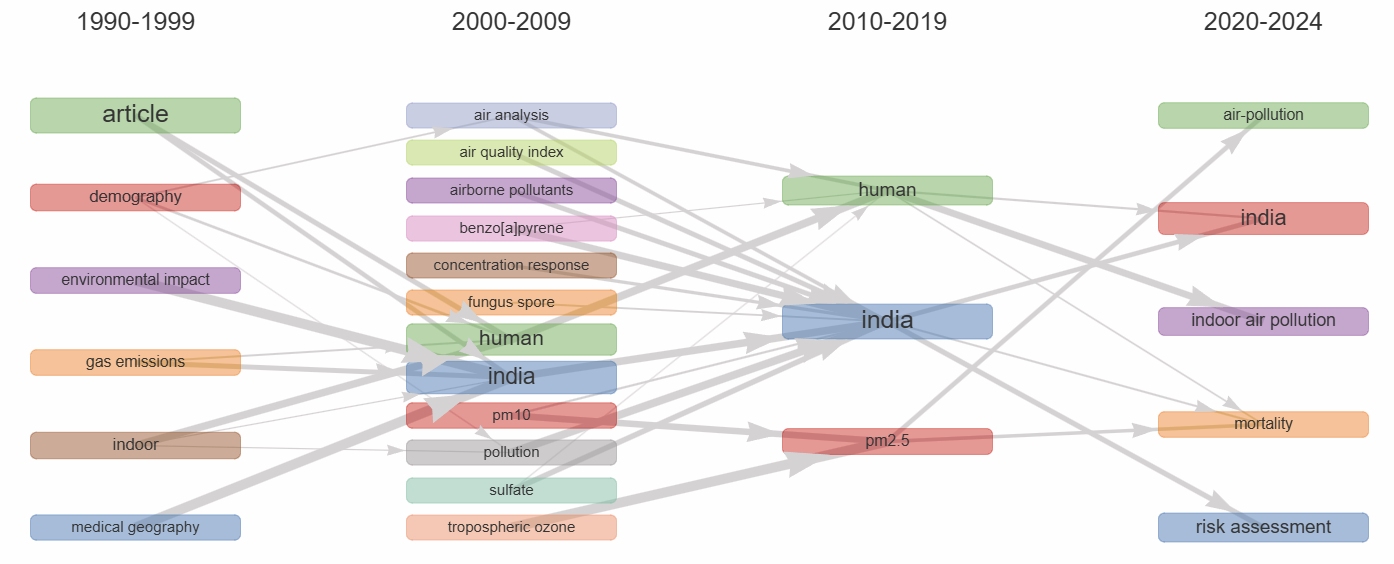 1990-1999
2000-2009
2010-2019
2020-2024
article
demography
environmental impact
gas emissions
indoor
medical geography
air analysis
air quality index
airborne pollutants
benzo[a]pyrene
concentration response
fungus spore
human
india
pm10
pollution
sulfate
tropospheric ozone
human
india
pm2.5
air-pollution
india
indoor air pollution
mortality
risk assessment